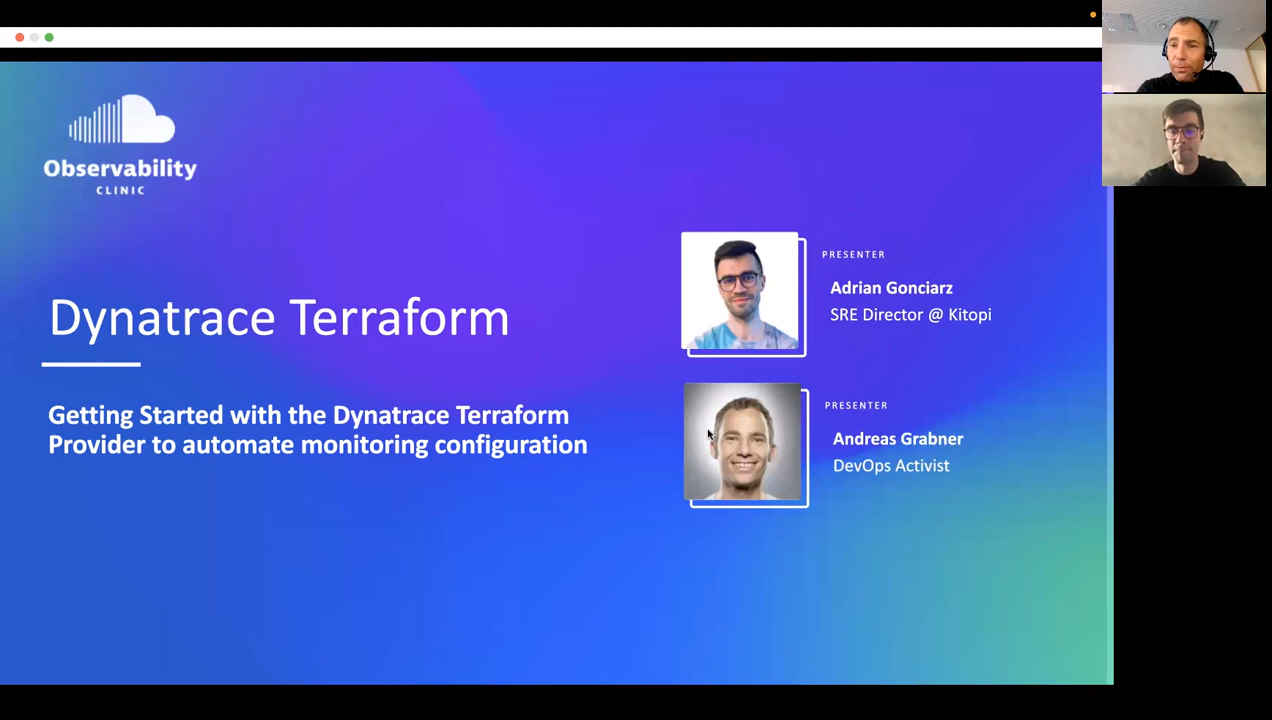 Observability
CLINIC
Dynatrace Terraform
Getting Started with the Dynatrace Terraform
Provider to automate monitoring configuration
PRESENTER
Adrian Gonciarz
SRE Director @ Kitopi
PRESENTER
Andreas Grabner
DevOps Activist